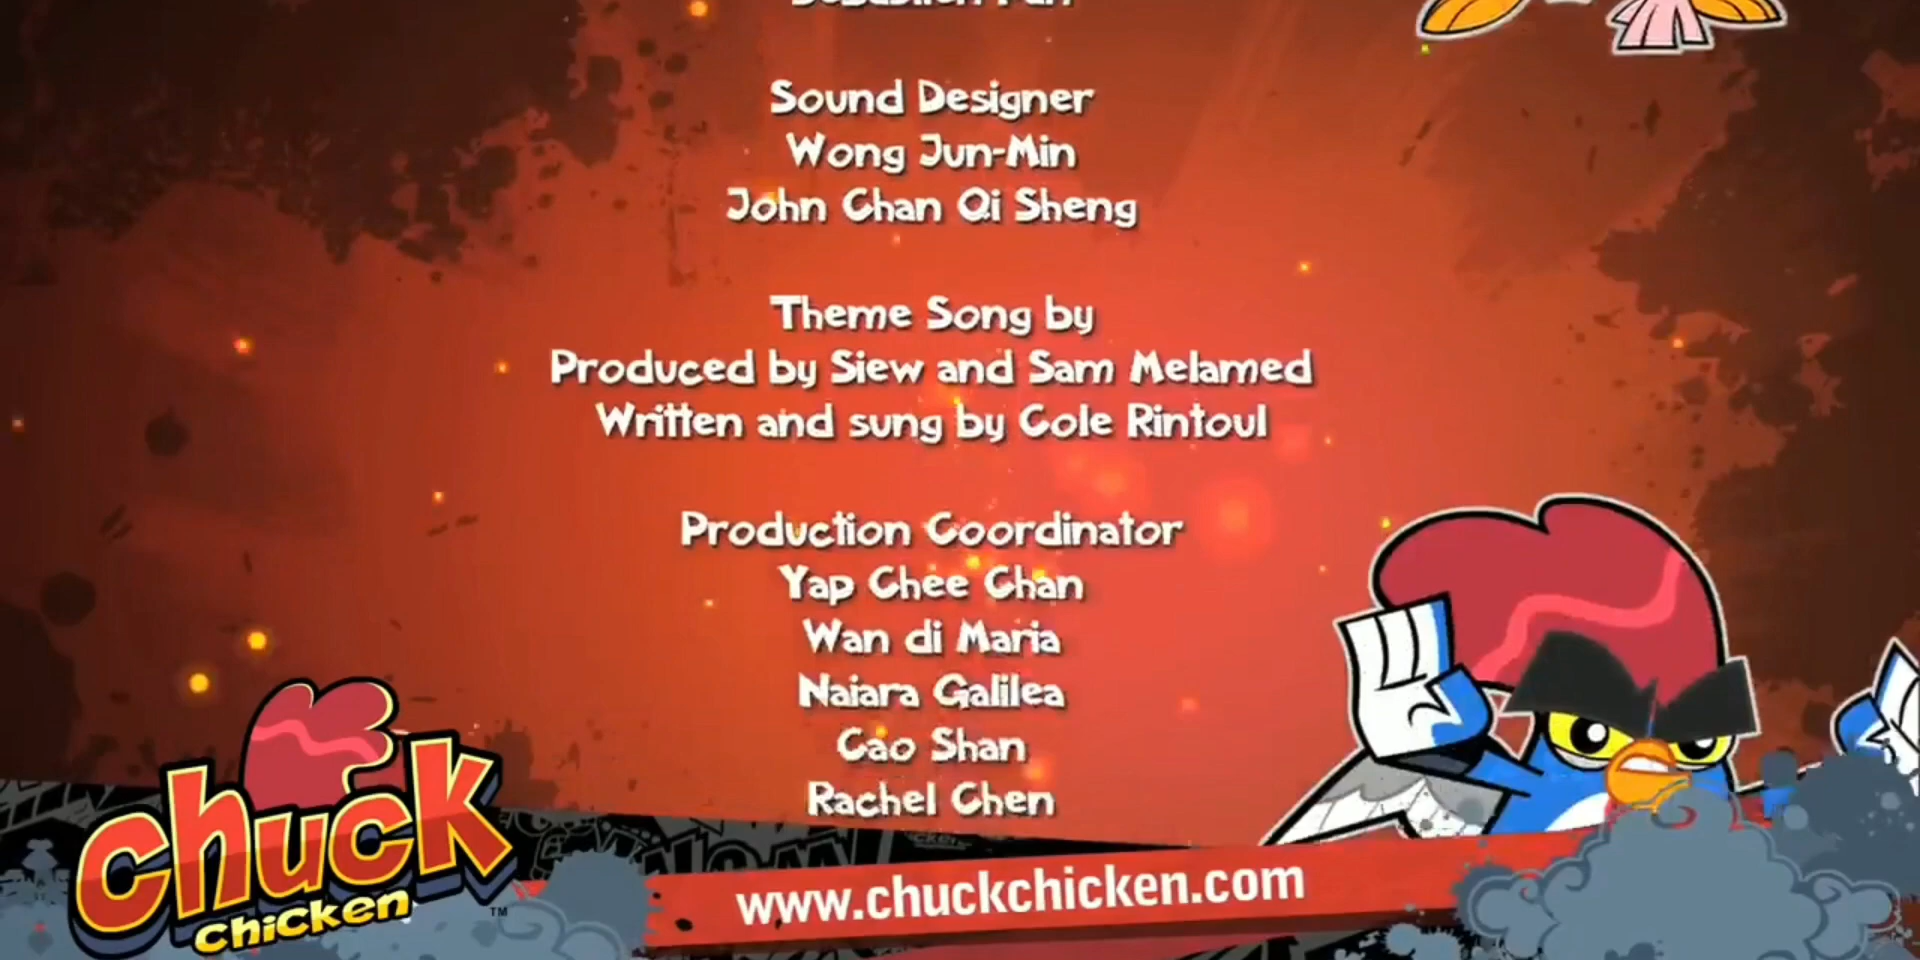 Sound Designer
Wong Jun-Min
John Chan Qi Sheng
Theme Song by
Produced by Siew and Sam Melamed
Written and sung by Cole Rintoul
Production Coordinator
Yap Chee Chan
Wan di Maria
Naiara Galilea
Cao Shan
Rachel Chen
Chuck
chicken
TM
www.chuckchicken.com